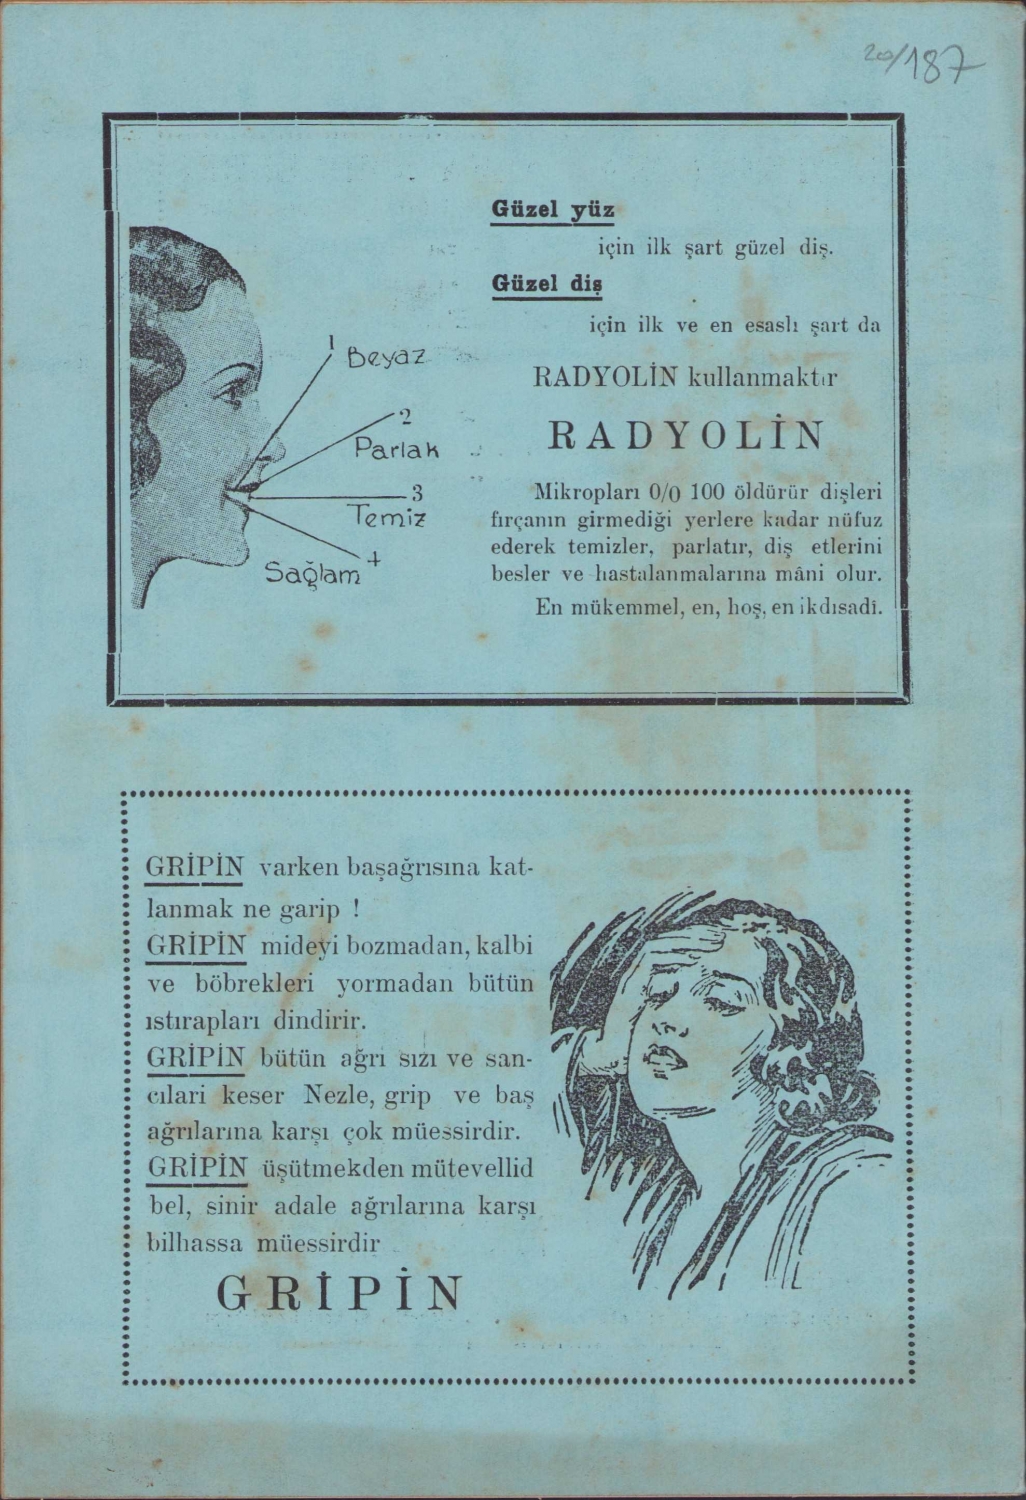 20/187
Güzel yüz
için ilk şart güzel diş.
Güzel diş
için ilk ve en esaslı şart da
RADYOLİN kullanmaktır
RADYOLİN
Mikropları 0/0 100 öldürür dişleri
fırçanın girmediği yerlere kadar nüfuz
ederek temizler, parlatır, diş etlerini
besler ve hastalanmalarına mâni olur.
En mükemmel, en, hoş, en ikdısadî.
1 Beyaz
2
Parlak
3
Temiz
4
Sağlam
GRİPİN varken başağrısına kat-
lanmak ne garip !
GRİPİN mideyi bozmadan, kalbi
ve böbrekleri yormadan bütün
ıstırapları dindirir.
GRİPİN bütün ağrı sızı ve san-
cılari keser Nezle, grip ve baş
ağrılarına karşı çok müessirdir.
GRİPİN üşütmekden mütevellid
bel, sinir adale ağrılarına karşı
bilhassa müessirdir
GRİPİN